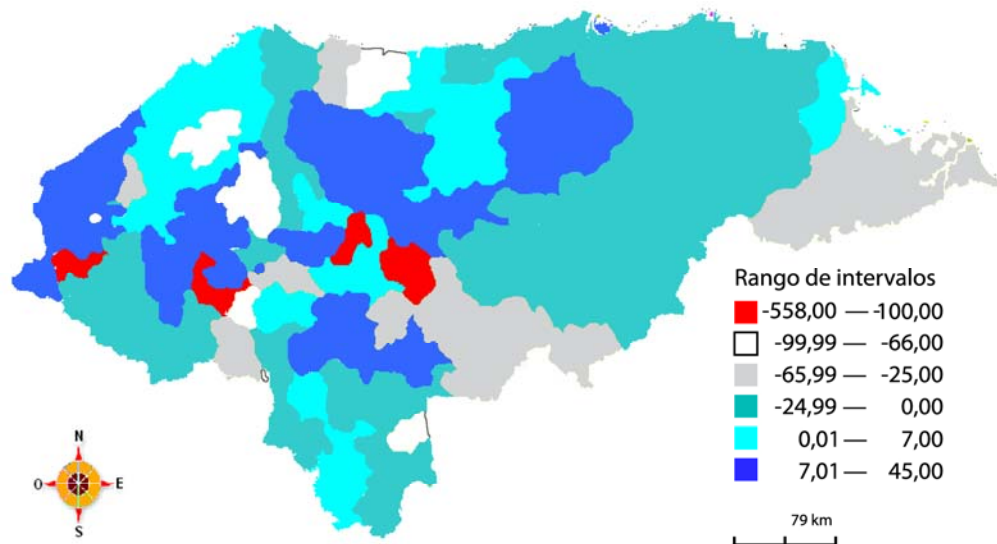 Rango de intervalos
-558,00 — -100,00
-99,99 — -66,00
-65,99 — -25,00
-24,99 — 0,00
0,01 — 7,00
7,01 — 45,00
N
O E
S
79 km